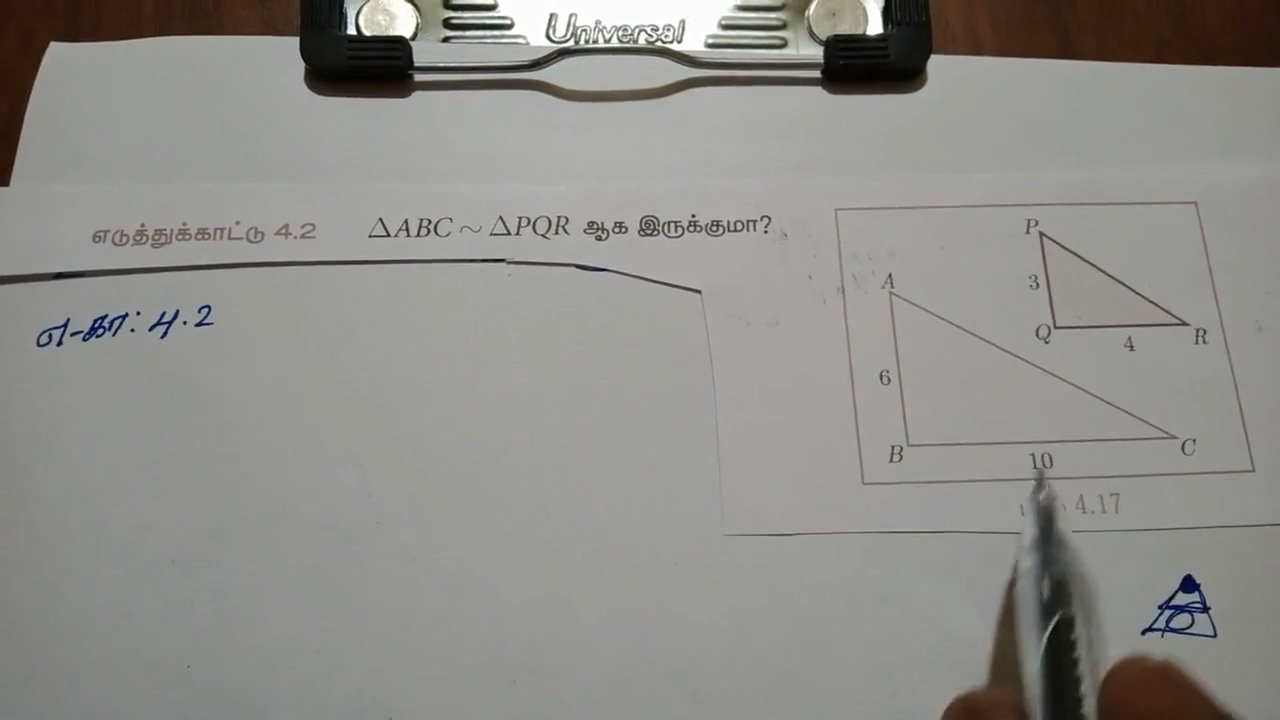 Universal
எடுத்துக்காட்டு 4.2 ΔABC ~ ΔPQR ஆக இருக்குமா?
எ-கா: 4.2
P
3
Q
4
R
A
6
B
10
C
4.17